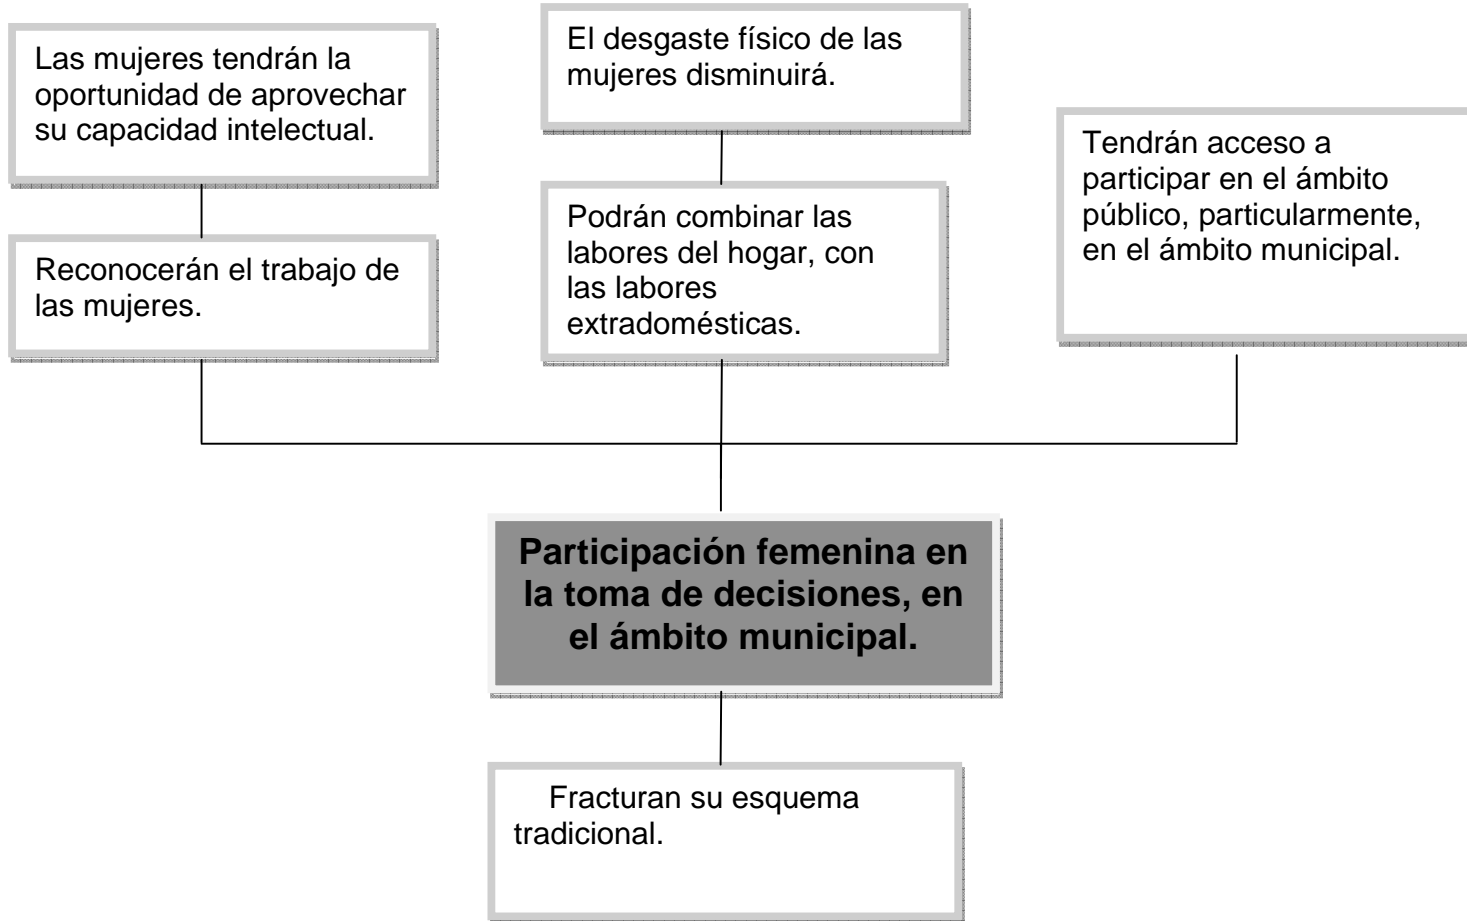 Las mujeres tendrán la
oportunidad de aprovechar
su capacidad intelectual.
El desgaste físico de las
mujeres disminuirá.
Tendrán acceso a
participar en el ámbito
público, particularmente,
en el ámbito municipal.
Reconocerán el trabajo de
las mujeres.
Podrán combinar las
labores del hogar, con
las labores
extradomésticas.
Participación femenina en
la toma de decisiones, en
el ámbito municipal.
Fracturan su esquema
tradicional.